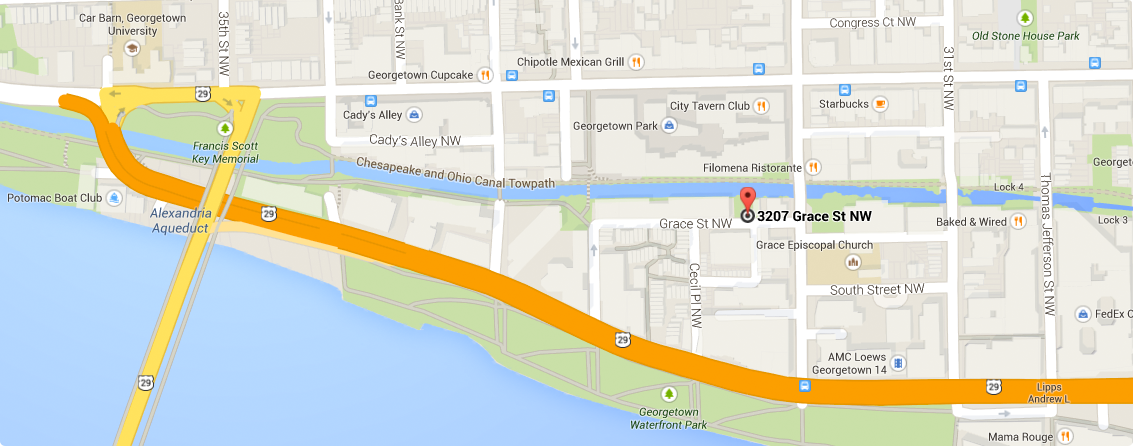 Car Barn, Georgetown
University
35th St NW
Bank St NW
Congress Ct NW
Old Stone House Park
31st St NW
Chipotle Mexican Grill
Georgetown Cupcake
29
Cady's Alley
City Tavern Club
Starbucks
Georgetown Park
Francis Scott
Key Memorial
Cady's Alley NW
Chesapeake and Ohio Canal Towpath
Filomena Ristorante
Georget
Lock 4
Potomac Boat Club
Alexandria
Aqueduct
29
Grace St NW
3207 Grace St NW
Baked & Wired
Thomas Jefferson St NW
Lock 3
Grace Episcopal Church
Cecil Pl NW
South Street NW
FedEx O
29
AMC Loews
Georgetown 14
29
29
Lipps
Andrew L
Georgetown
Waterfront Park
Mama Rouge